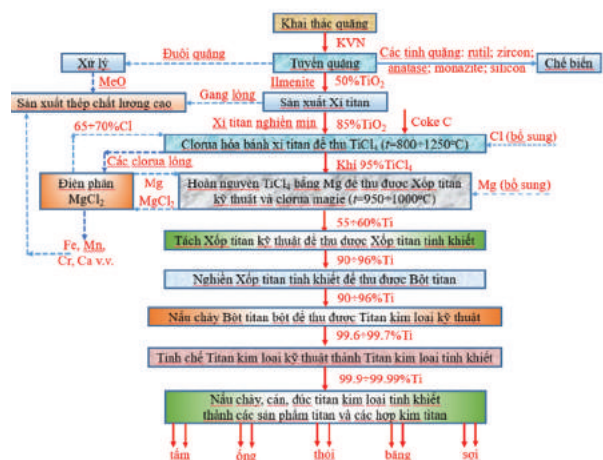 Khai thác quặng
KVN
Xử lý
Đuôi quặng
Tuyển quặng
Các tinh quặng: rutil; zircon;
anatase; monazite; silicon
Chế biến
MeO
Ilmenite
50%TiO2
Sản xuất thép chất lượng cao
Gang lỏng
Sản xuất Xỉ titan
65÷70%Cl
Xỉ titan nghiền mịn
85%TiO2
Coke C
Clorua hóa bánh xỉ titan để thu TiCl4 (t=800÷1250°C)
Cl (bổ sung)
Các clorua lỏng
Khí 95%TiCl4
Điện phân
MgCl2
Mg
MgCl2
Hoàn nguyên TiCl4 bằng Mg để thu được Xốp titan
kỹ thuật và clorua magie (t=950÷1000°C)
Mg (bổ sung)
55÷60%Ti
Fe, Mn,
Cr, Ca v.v.
Tách Xốp titan kỹ thuật để thu được Xốp titan tinh khiết
90÷96%Ti
Nghiền Xốp titan tinh khiết để thu được Bột titan
90÷96%Ti
Nấu chảy Bột titan bột để thu được Titan kim loại kỹ thuật
99.6÷99.7%Ti
Tinh chế Titan kim loại kỹ thuật thành Titan kim loại tinh khiết
99.9÷99.99%Ti
Nấu chảy, cán, đúc titan kim loại tinh khiết
thành các sản phẩm titan và các hợp kim titan
tấm
ống
thỏi
băng
sợi